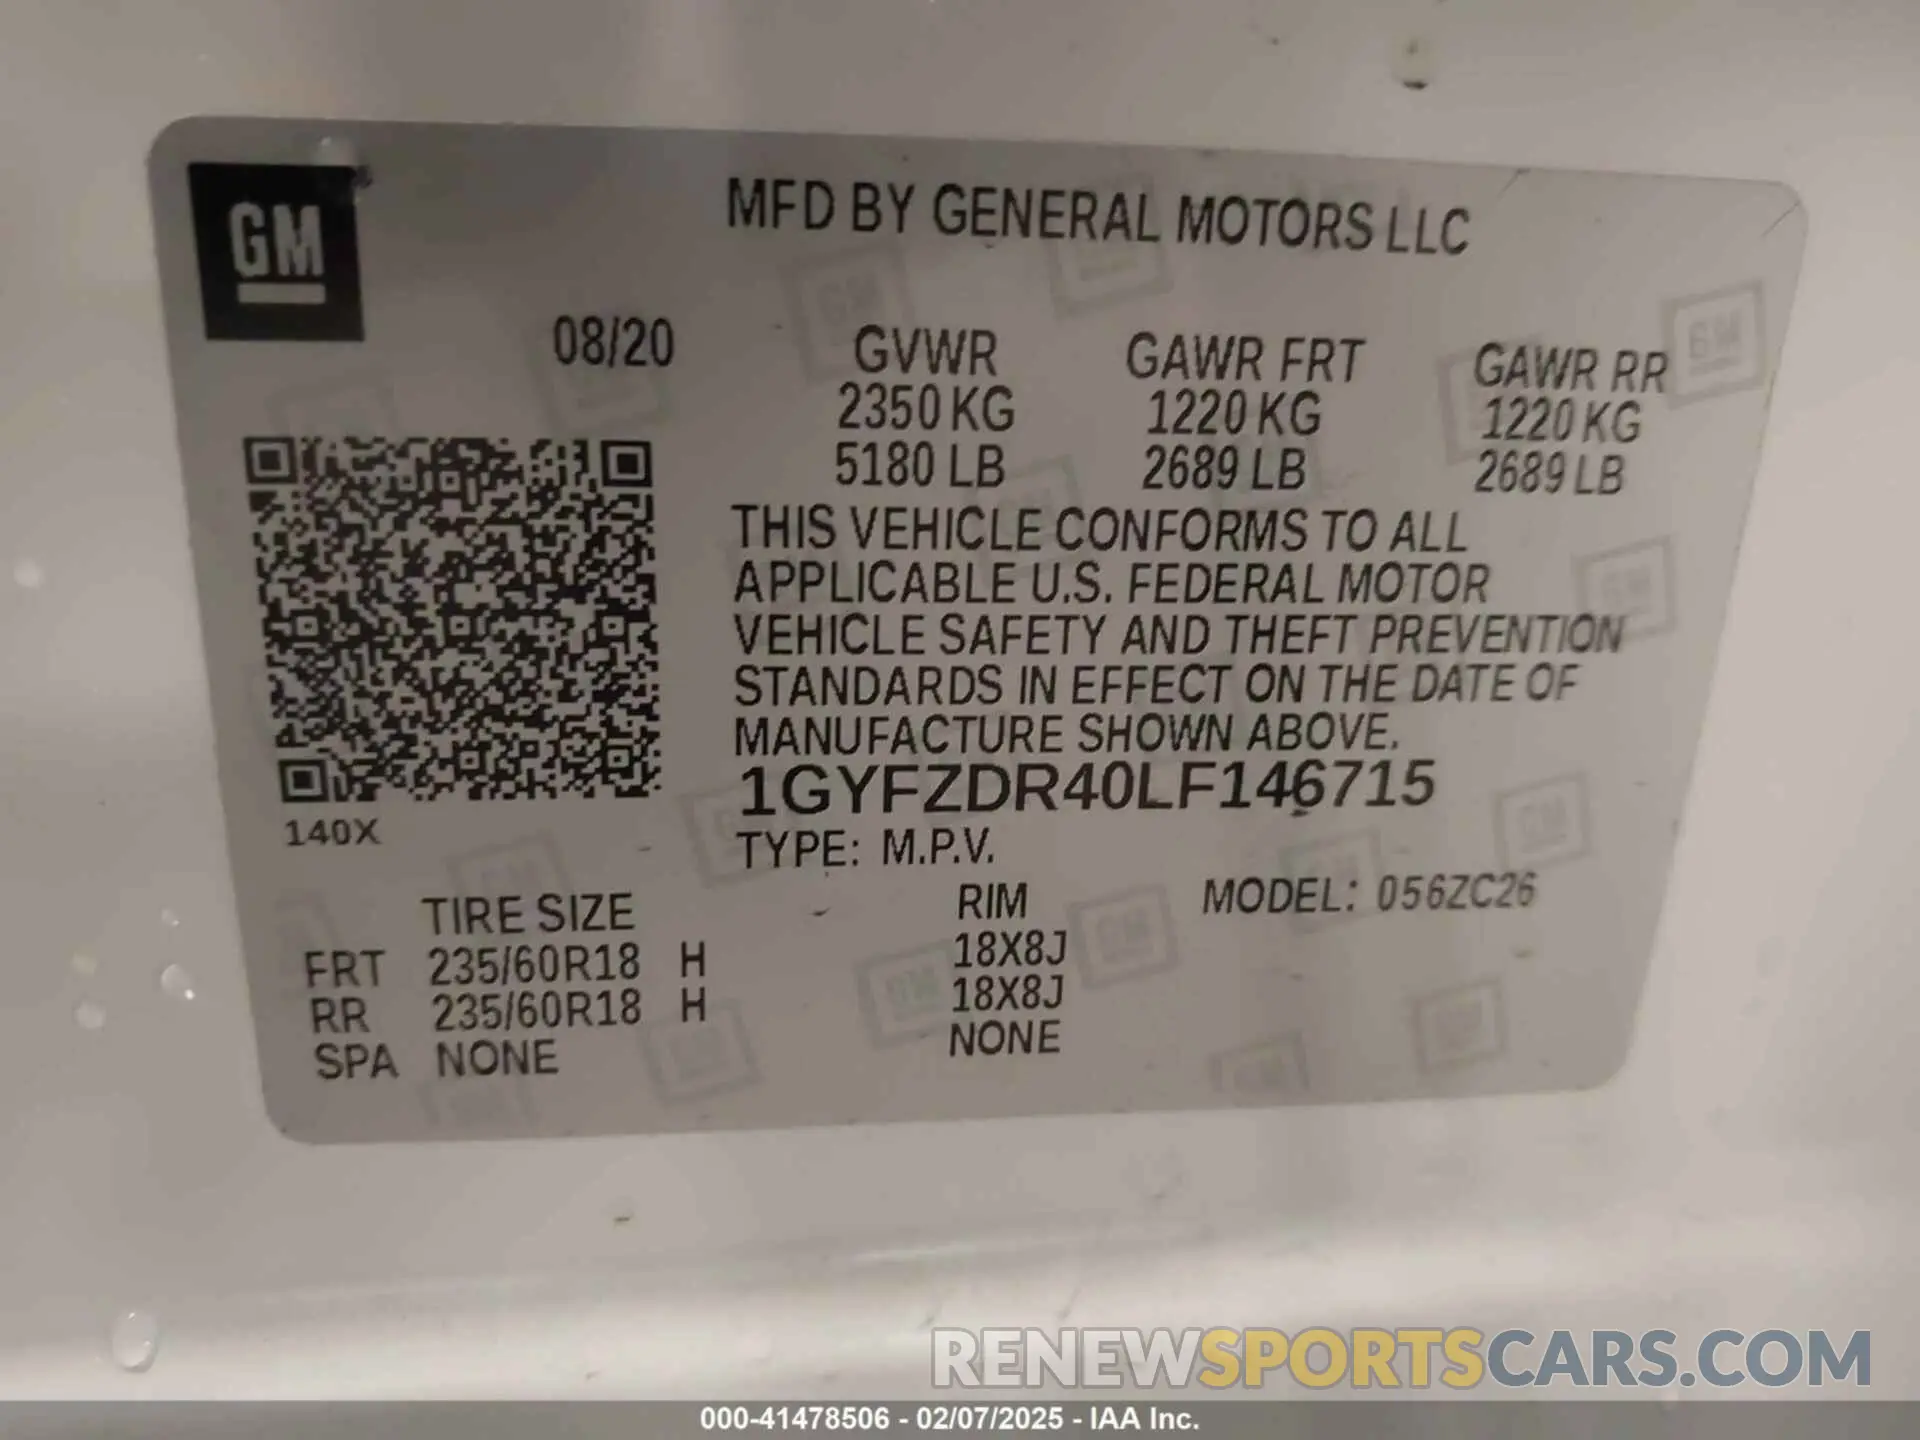 GM
MFD BY GENERAL MOTORS LLC
08/20 GVWR GAWR FRT GAWR RR
2350 KG 1220 KG 1220 KG
5180 LB 2689 LB 2689 LB
THIS VEHICLE CONFORMS TO ALL
APPLICABLE U.S. FEDERAL MOTOR
VEHICLE SAFETY AND THEFT PREVENTION
STANDARDS IN EFFECT ON THE DATE OF
MANUFACTURE SHOWN ABOVE.
1GYFZDR40LF146715
140X
TYPE: M.P.V.
TIRE SIZE RIM MODEL: 056ZC26
FRT 235/60R18 H 18X8J
RR 235/60R18 H 18X8J
SPA NONE NONE
RENEWSPORTSCARS.COM
000-41478506 - 02/07/2025 - IAA Inc.